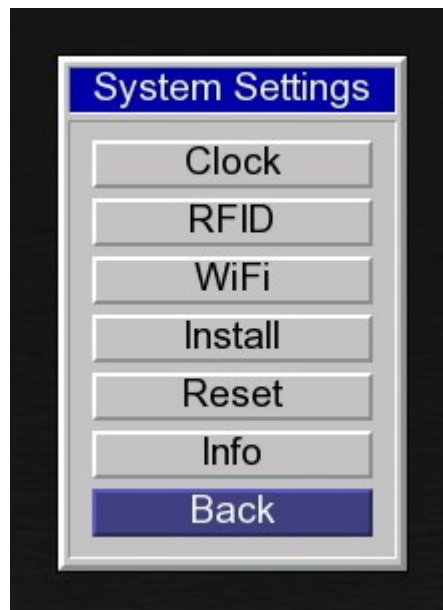 System Settings
Clock
RFID
WiFi
Install
Reset
Info
Back